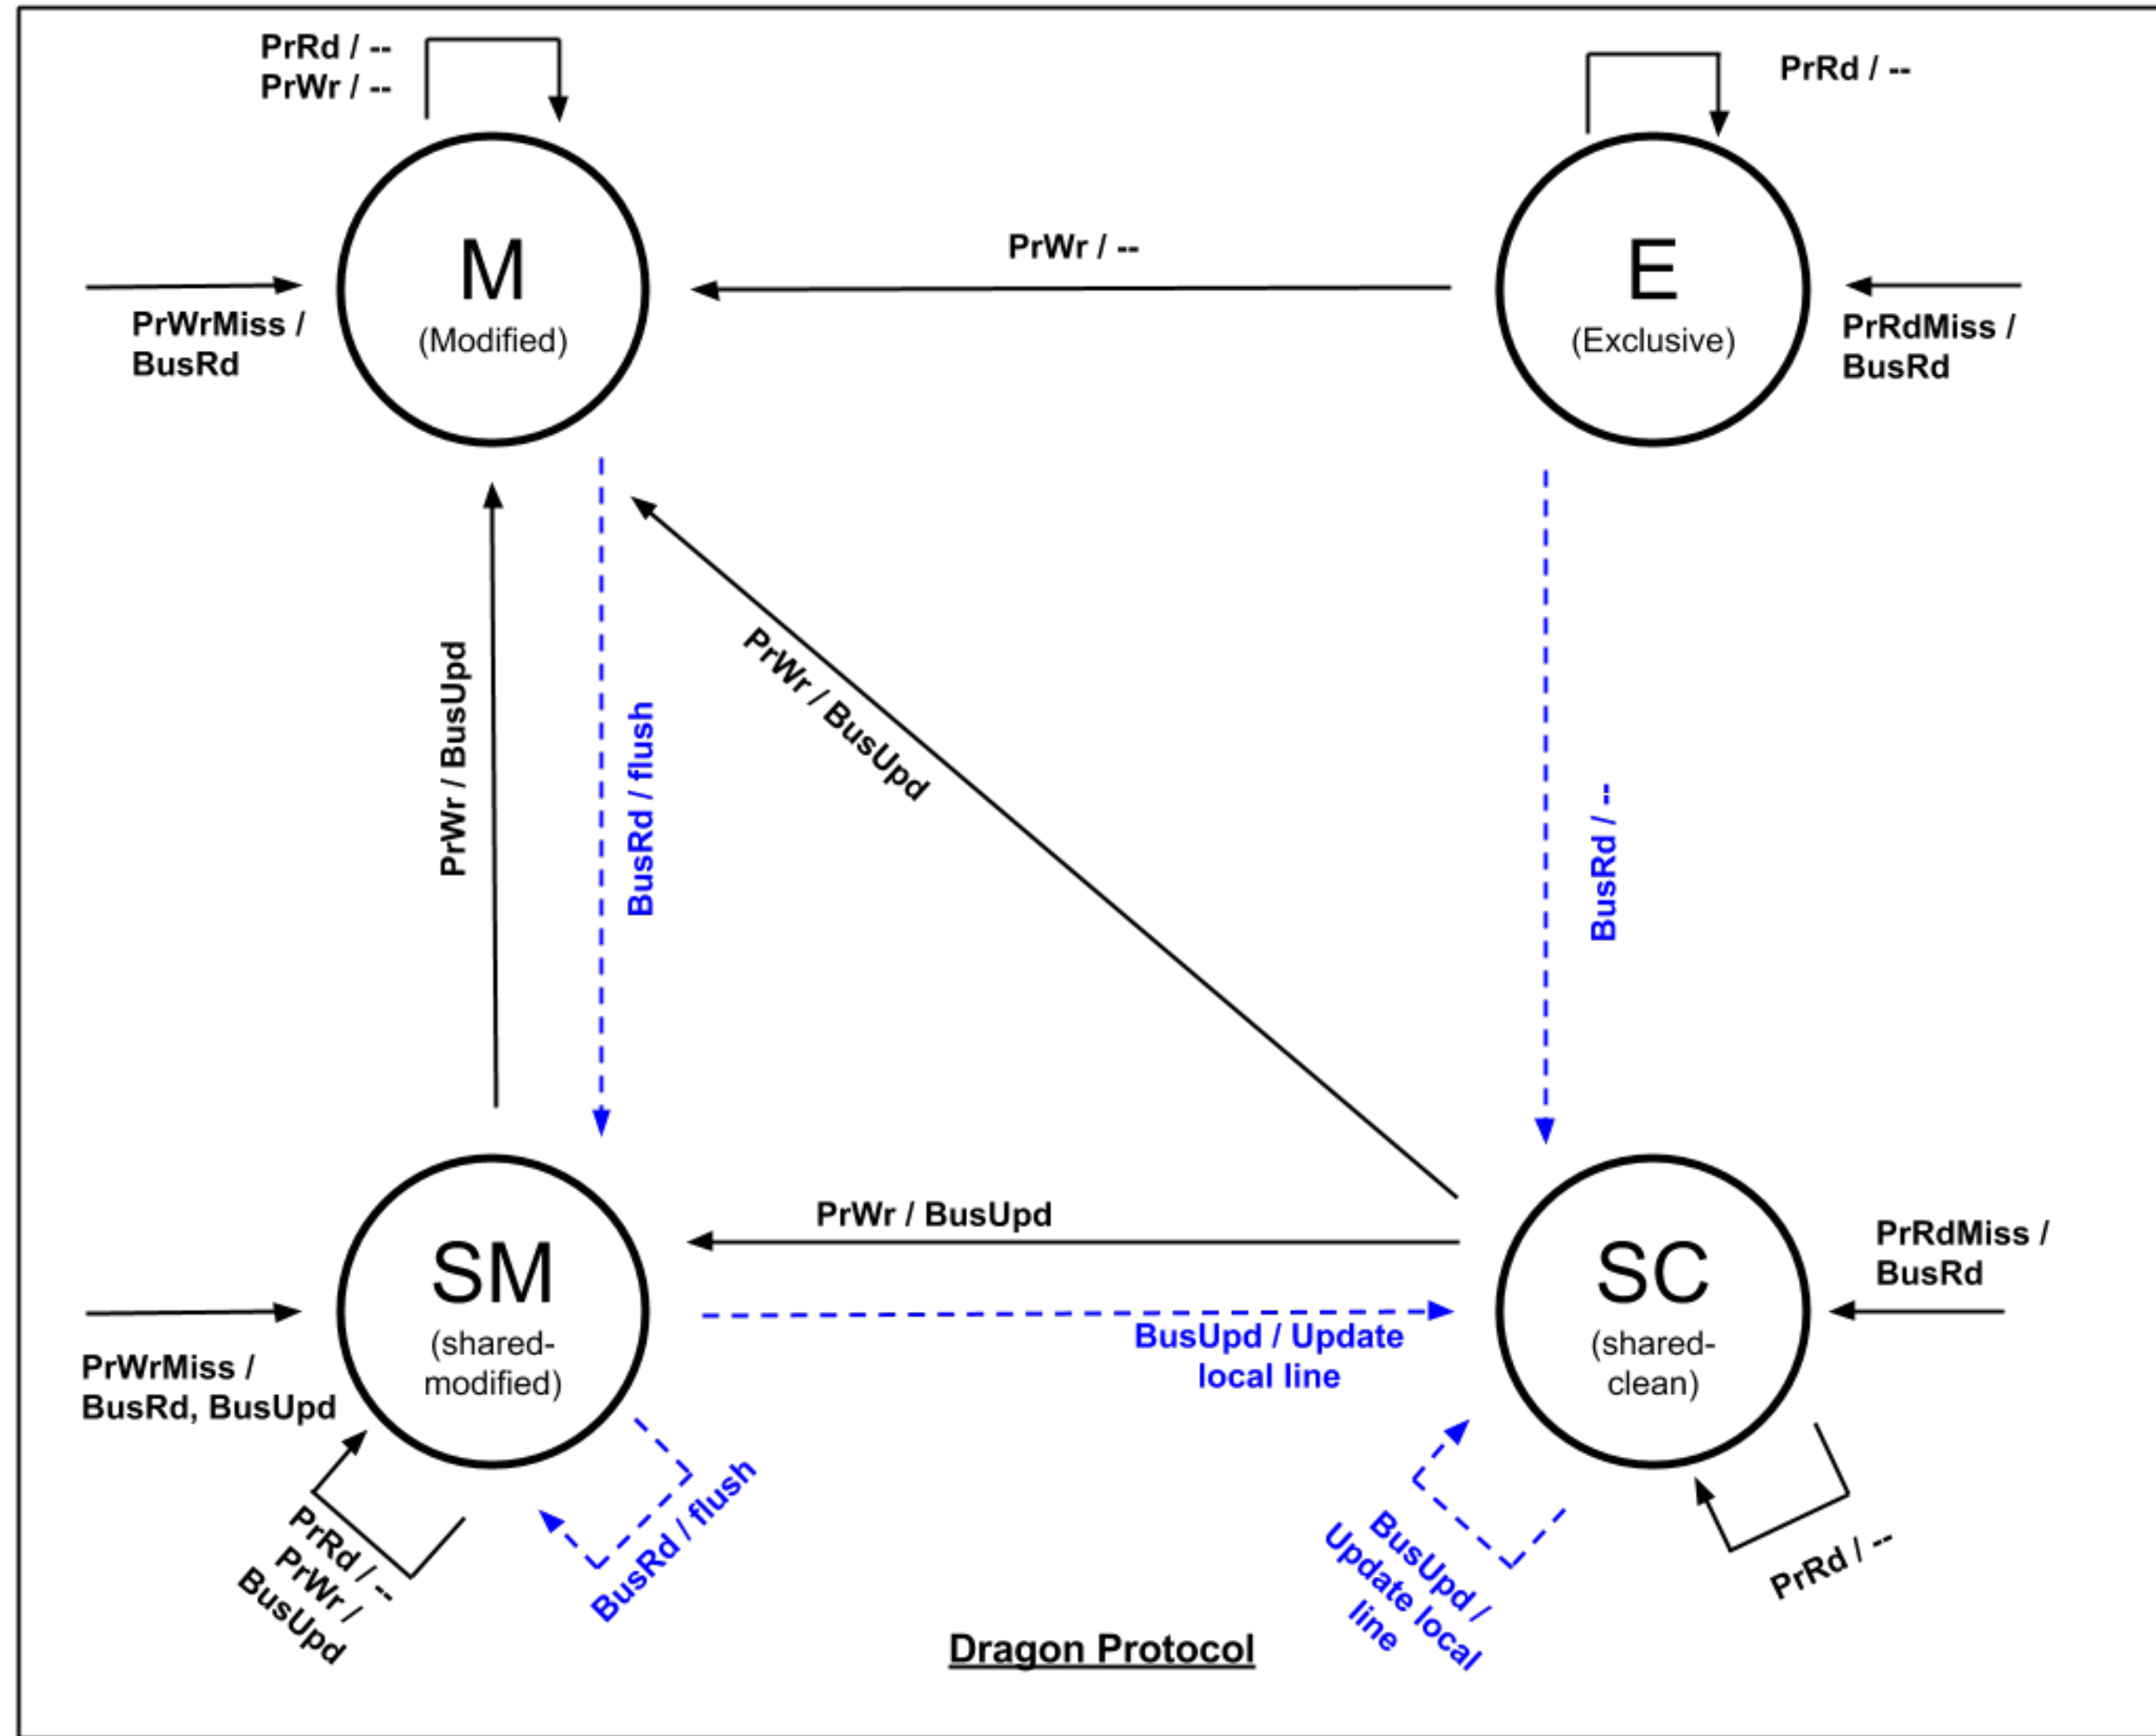 PrRd / --
PrWr / --
PrRd / --
M
(Modified)
PrWr / --
E
(Exclusive)
PrWrMiss /
BusRd
PrRdMiss /
BusRd
PrWr / BusUpd
BusRd / flush
PrWr / BusUpd
BusRd / --
PrWr / BusUpd
SM
(shared-
modified)
SC
(shared-
clean)
PrRdMiss /
BusRd
BusUpd / Update
local line
PrWrMiss /
BusRd, BusUpd
PrRd / --
PrWr /
BusUpd
BusRd / flush
BusUpd /
Update local
line
PrRd / --
Dragon Protocol